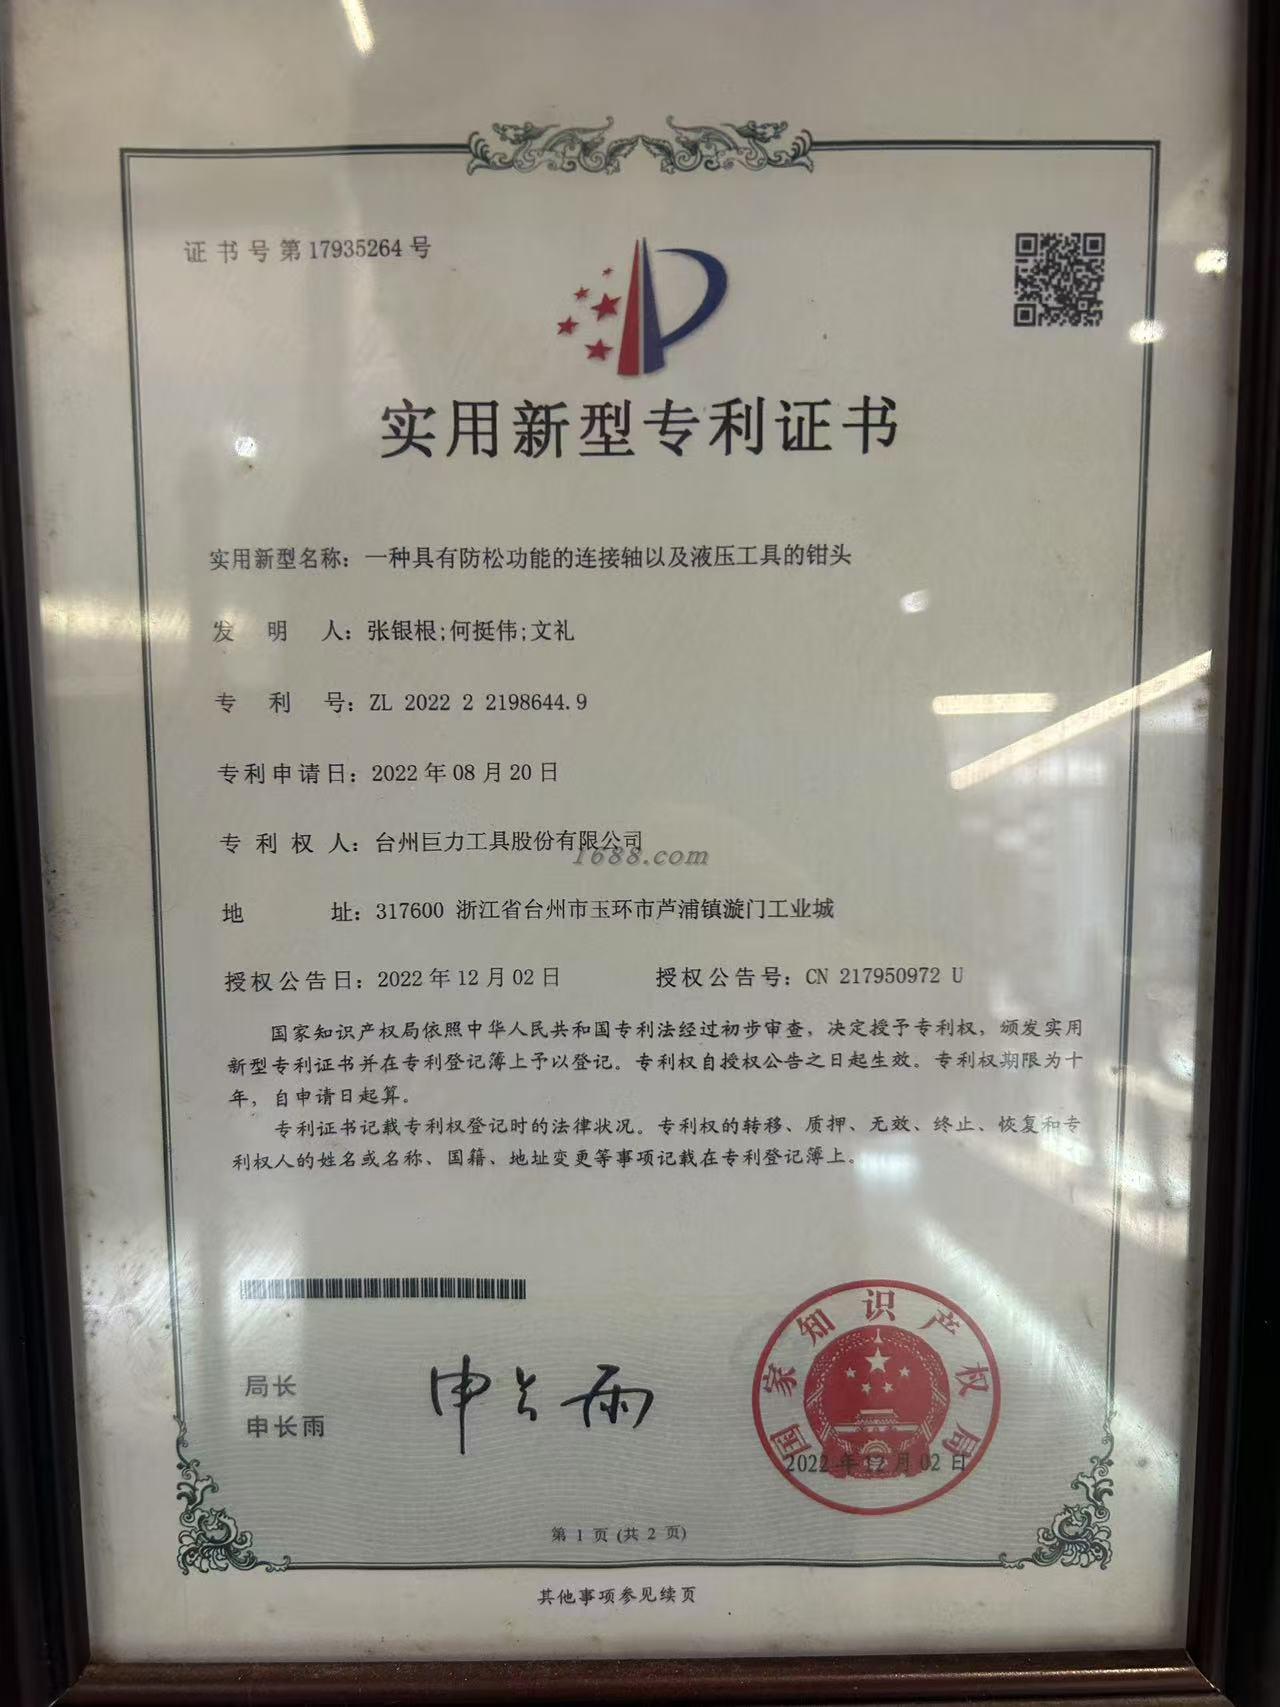 证书号第17935264号
实用新型专利证书
实用新型名称：一种具有防松功能的连接轴以及液压工具的钳头
发明人：张银根;何挺伟;文礼
专利号：ZL 2022 2 2198644.9
专利申请日：2022年08月20日
专利权人：台州巨力工具股份有限公司
1688.com
地址：317600 浙江省台州市玉环市芦浦镇漩门工业城
授权公告日：2022年12月02日 授权公告号：CN 217950972 U
国家知识产权局依照中华人民共和国专利法经过初步审查，决定授予专利权，颁发实用
新型专利证书并在专利登记簿上予以登记。专利权自授权公告之日起生效。专利权期限为十
年，自申请日起算。
专利证书记载专利权登记时的法律状况。专利权的转移、质押、无效、终止、恢复和专
利权人的姓名或名称、国籍、地址变更等事项记载在专利登记簿上。
局长
申长雨
申长雨
国家知识产权局
2022年12月02日
第1页(共2页)
其他事项参见续页